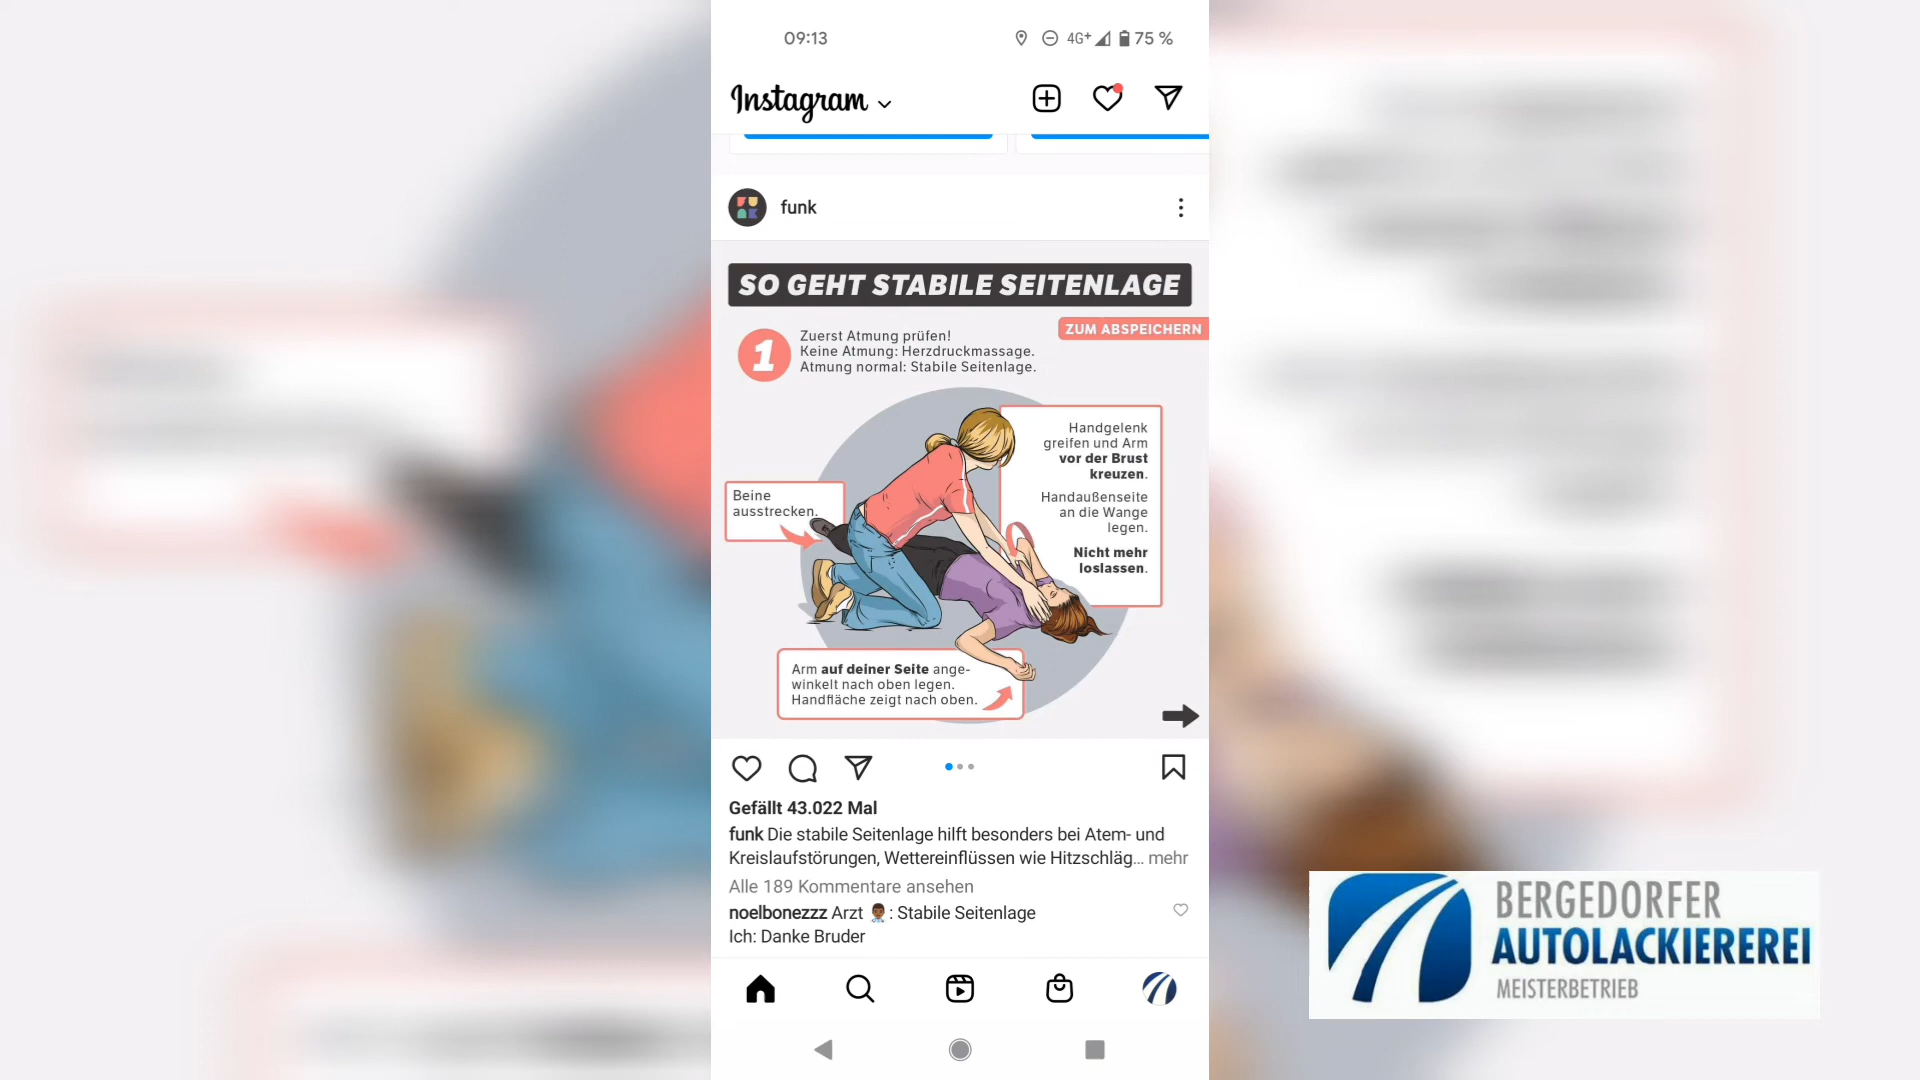 09:13
4G+
75 %
Instagram
funk
SO GEHT STABILE SEITENLAGE
ZUM ABSPEICHERN
1
Zuerst Atmung prüfen!
Keine Atmung: Herzdruckmassage.
Atmung normal: Stabile Seitenlage.
Handgelenk
greifen und Arm
vor der Brust
kreuzen.
Handaußenseite
an die Wange
legen.
Nicht mehr
loslassen.
Beine
ausstrecken.
Arm auf deiner Seite ange-
winkelt nach oben legen.
Handfläche zeigt nach oben.
Gefällt 43.022 Mal
funk Die stabile Seitenlage hilft besonders bei Atem- und
Kreislaufstörungen, Wettereinflüssen wie Hitzschläg... mehr
Alle 189 Kommentare ansehen
noelbonezzz Arzt 👨🏾‍⚕️: Stabile Seitenlage
Ich: Danke Bruder
BERGEDORFER
AUTOLACKIEREREI
MEISTERBETRIEB